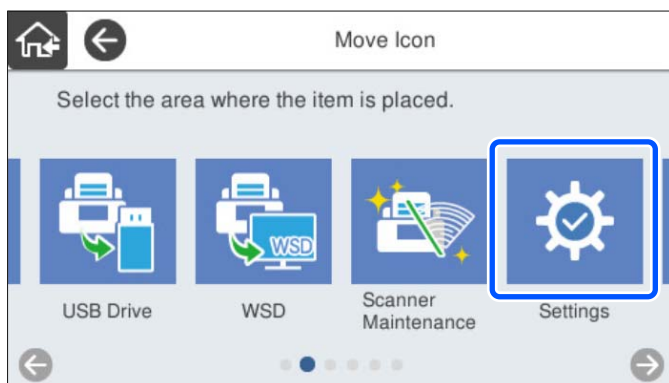 Move Icon
Select the area where the item is placed.
WSD
USB Drive
WSD
Scanner
Maintenance
Settings